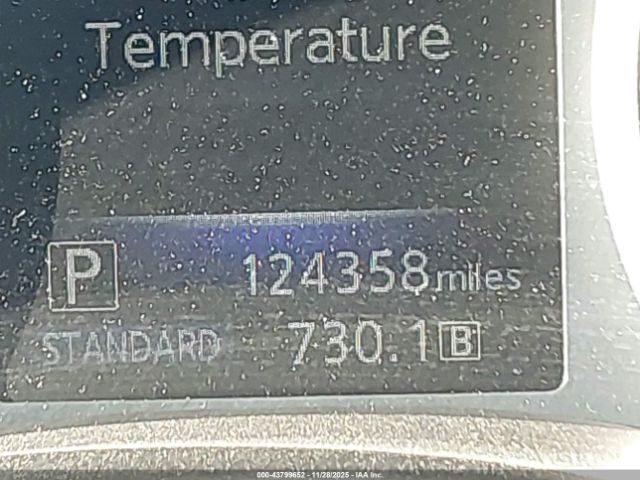 Temperature
P 124358 miles
STANDARD 730.1 B
000-43799652 | 11/28/2025 | IAA Inc.